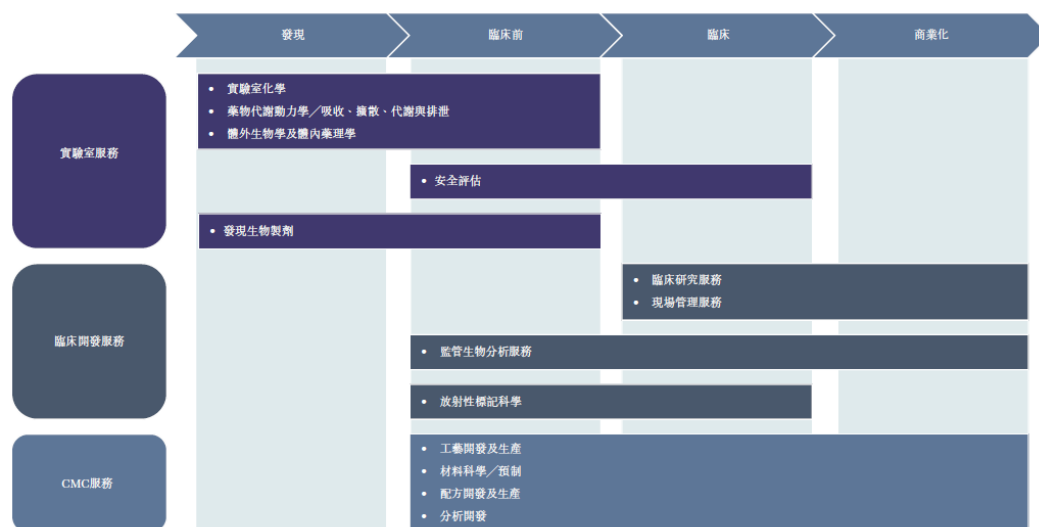 發現
臨床前
臨床
商業化
實驗室服務
• 實驗室化學
• 藥物代謝動力學／吸收、擴散、代謝與排泄
• 體外生物學及體內藥理學
• 安全評估
• 發現生物製劑
臨床開發服務
• 臨床研究服務
• 現場管理服務
• 監管生物分析服務
• 放射性標記科學
CMC服務
• 工藝開發及生產
• 材料科學／預制
• 配方開發及生產
• 分析開發